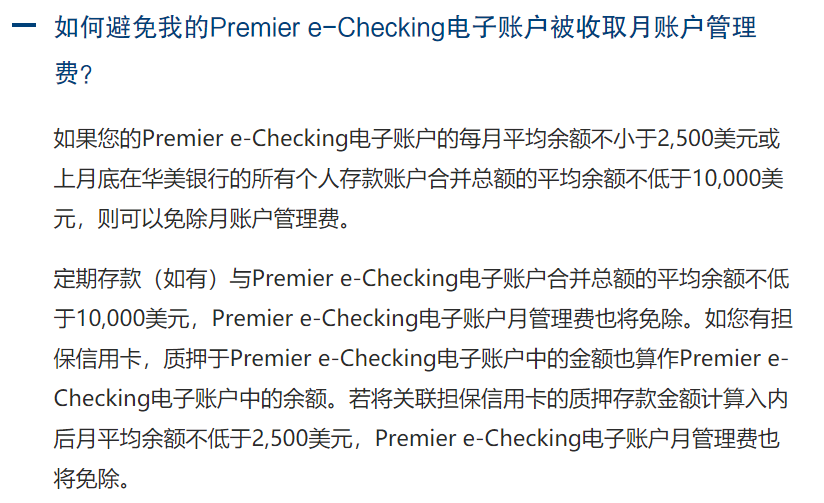 如何避免我的Premier e-Checking电子账户被收取月账户管理
费?
如果您的Premier e-Checking电子账户的每月平均余额不小于2,500美元或
上月底在华美银行的所有个人存款账户合并总额的平均余额不低于10,000美
元，则可以免除月账户管理费。
定期存款（如有）与Premier e-Checking电子账户合并总额的平均余额不低
于10,000美元，Premier e-Checking电子账户月管理费也将免除。如您有担
保信用卡，质押于Premier e-Checking电子账户中的金额也算作Premier e-
Checking电子账户中的余额。若将关联担保信用卡的质押存款金额计算入内
后月平均余额不低于2,500美元，Premier e-Checking电子账户月管理费也
将免除。